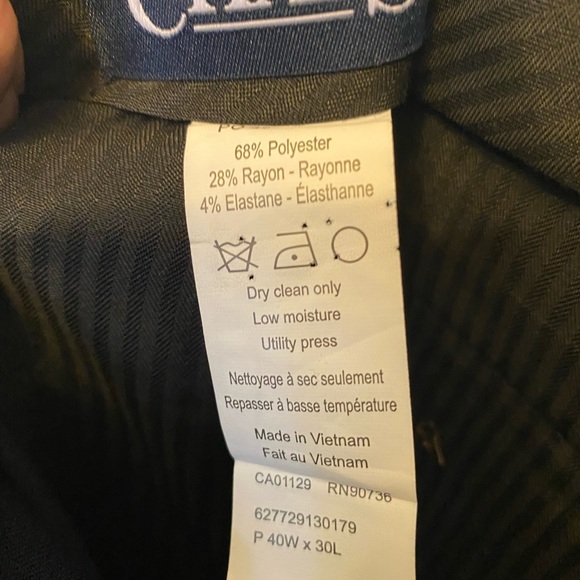 68% Polyester
28% Rayon - Rayonne
4% Elastane - Élasthanne
Dry clean only
Low moisture
Utility press
Nettoyage à sec seulement
Repasser à basse température
Made in Vietnam
Fait au Vietnam
CA01129 RN90736
627729130179
P 40W x 30L